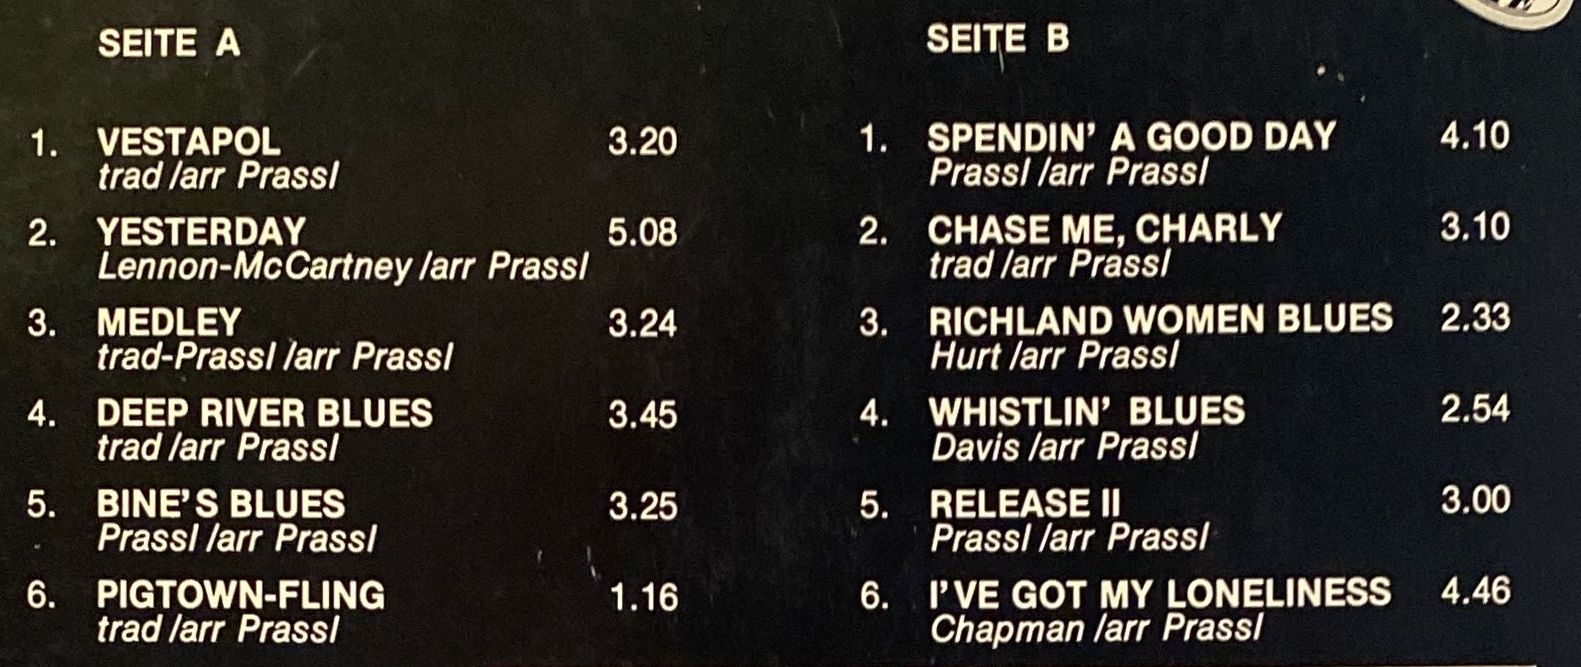 SEITE A
1. VESTAPOL 3.20
trad /arr Prassl
2. YESTERDAY 5.08
Lennon-McCartney /arr Prassl
3. MEDLEY 3.24
trad-Prassl /arr Prassl
4. DEEP RIVER BLUES 3.45
trad /arr Prassl
5. BINE'S BLUES 3.25
Prassl /arr Prassl
6. PIGTOWN-FLING 1.16
trad /arr Prassl
SEITE B
1. SPENDIN' A GOOD DAY 4.10
Prassl /arr Prassl
2. CHASE ME, CHARLY 3.10
trad /arr Prassl
3. RICHLAND WOMEN BLUES 2.33
Hurt /arr Prassl
4. WHISTLIN' BLUES 2.54
Davis /arr Prassl
5. RELEASE II 3.00
Prassl /arr Prassl
6. I'VE GOT MY LONELINESS 4.46
Chapman /arr Prassl